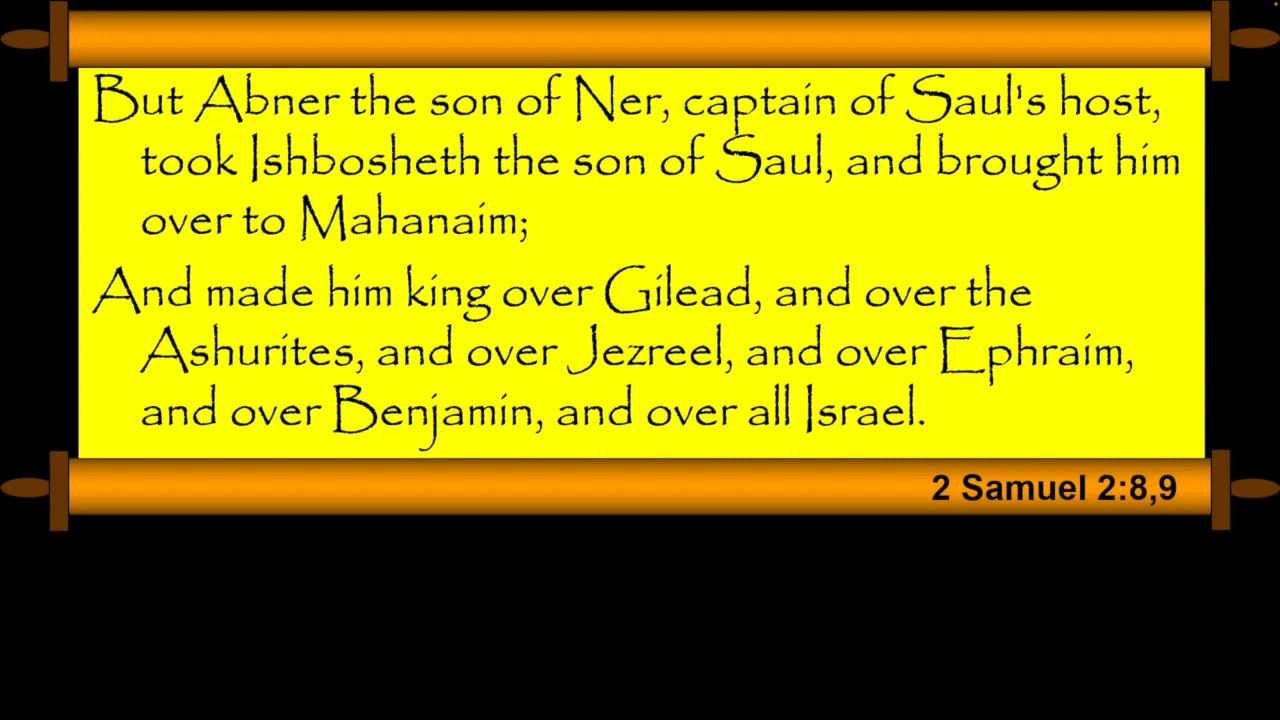 But Abner the son of Ner, captain of Saul's host,
took Ishbosheth the son of Saul, and brought him
over to Mahanaim;
And made him king over Gilead, and over the
Ashurites, and over Jezreel, and over Ephraim,
and over Benjamin, and over all Israel.
2 Samuel 2:8,9